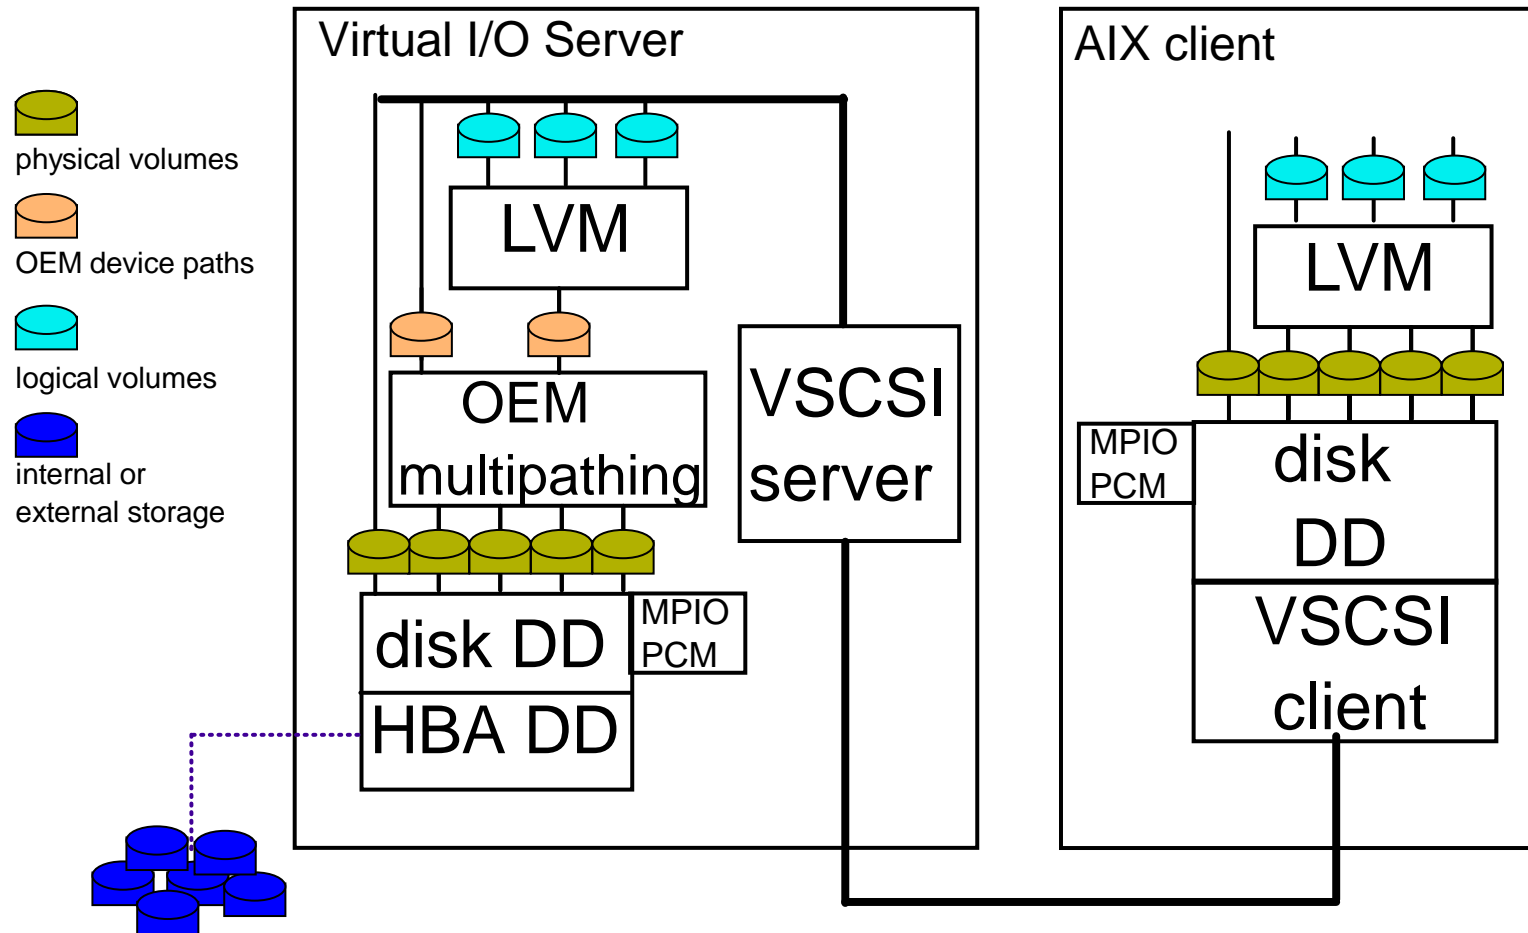 Virtual I/O Server
AIX client
physical volumes
OEM device paths
logical volumes
internal or
external storage
LVM
OEM
multipathing
VSCSI
server
disk DD
MPIO
PCM
HBA DD
LVM
MPIO
PCM
disk
DD
VSCSI
client